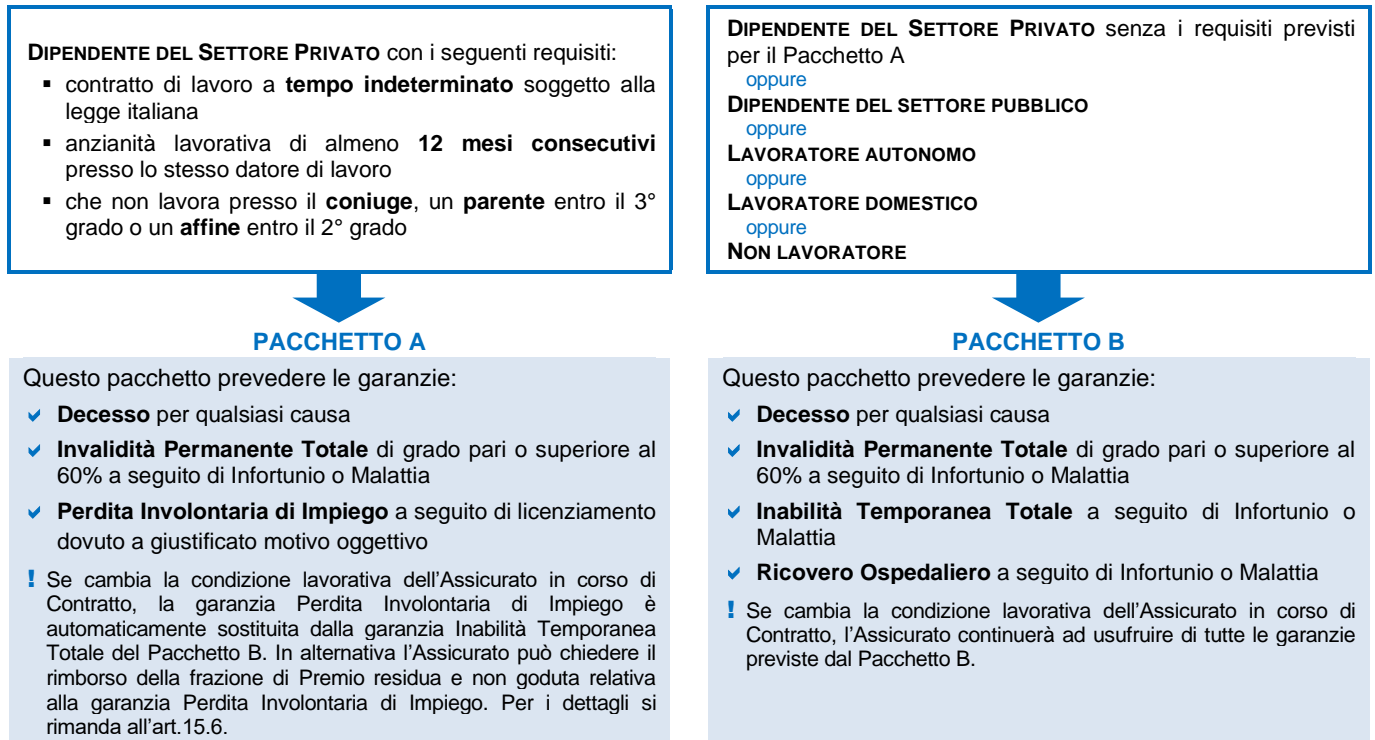 DIPENDENTE DEL SETTORE PRIVATO con i seguenti requisiti:
▪ contratto di lavoro a tempo indeterminato soggetto alla
legge italiana
▪ anzianità lavorativa di almeno 12 mesi consecutivi
presso lo stesso datore di lavoro
▪ che non lavora presso il coniuge, un parente entro il 3°
grado o un affine entro il 2° grado
PACCHETTO A
Questo pacchetto prevedere le garanzie:
✓ Decesso per qualsiasi causa
✓ Invalidità Permanente Totale di grado pari o superiore al
60% a seguito di Infortunio o Malattia
✓ Perdita Involontaria di Impiego a seguito di licenziamento
dovuto a giustificato motivo oggettivo
! Se cambia la condizione lavorativa dell’Assicurato in corso di
Contratto, la garanzia Perdita Involontaria di Impiego è
automaticamente sostituita dalla garanzia Inabilità Temporanea
Totale del Pacchetto B. In alternativa l’Assicurato può chiedere il
rimborso della frazione di Premio residua e non goduta relativa
alla garanzia Perdita Involontaria di Impiego. Per i dettagli si
rimanda all’art.15.6.
DIPENDENTE DEL SETTORE PRIVATO senza i requisiti previsti
per il Pacchetto A
oppure
DIPENDENTE DEL SETTORE PUBBLICO
oppure
LAVORATORE AUTONOMO
oppure
LAVORATORE DOMESTICO
oppure
NON LAVORATORE
PACCHETTO B
Questo pacchetto prevedere le garanzie:
✓ Decesso per qualsiasi causa
✓ Invalidità Permanente Totale di grado pari o superiore al
60% a seguito di Infortunio o Malattia
✓ Inabilità Temporanea Totale a seguito di Infortunio o
Malattia
✓ Ricovero Ospedaliero a seguito di Infortunio o Malattia
! Se cambia la condizione lavorativa dell’Assicurato in corso di
Contratto, l’Assicurato continuerà ad usufruire di tutte le garanzie
previste dal Pacchetto B.